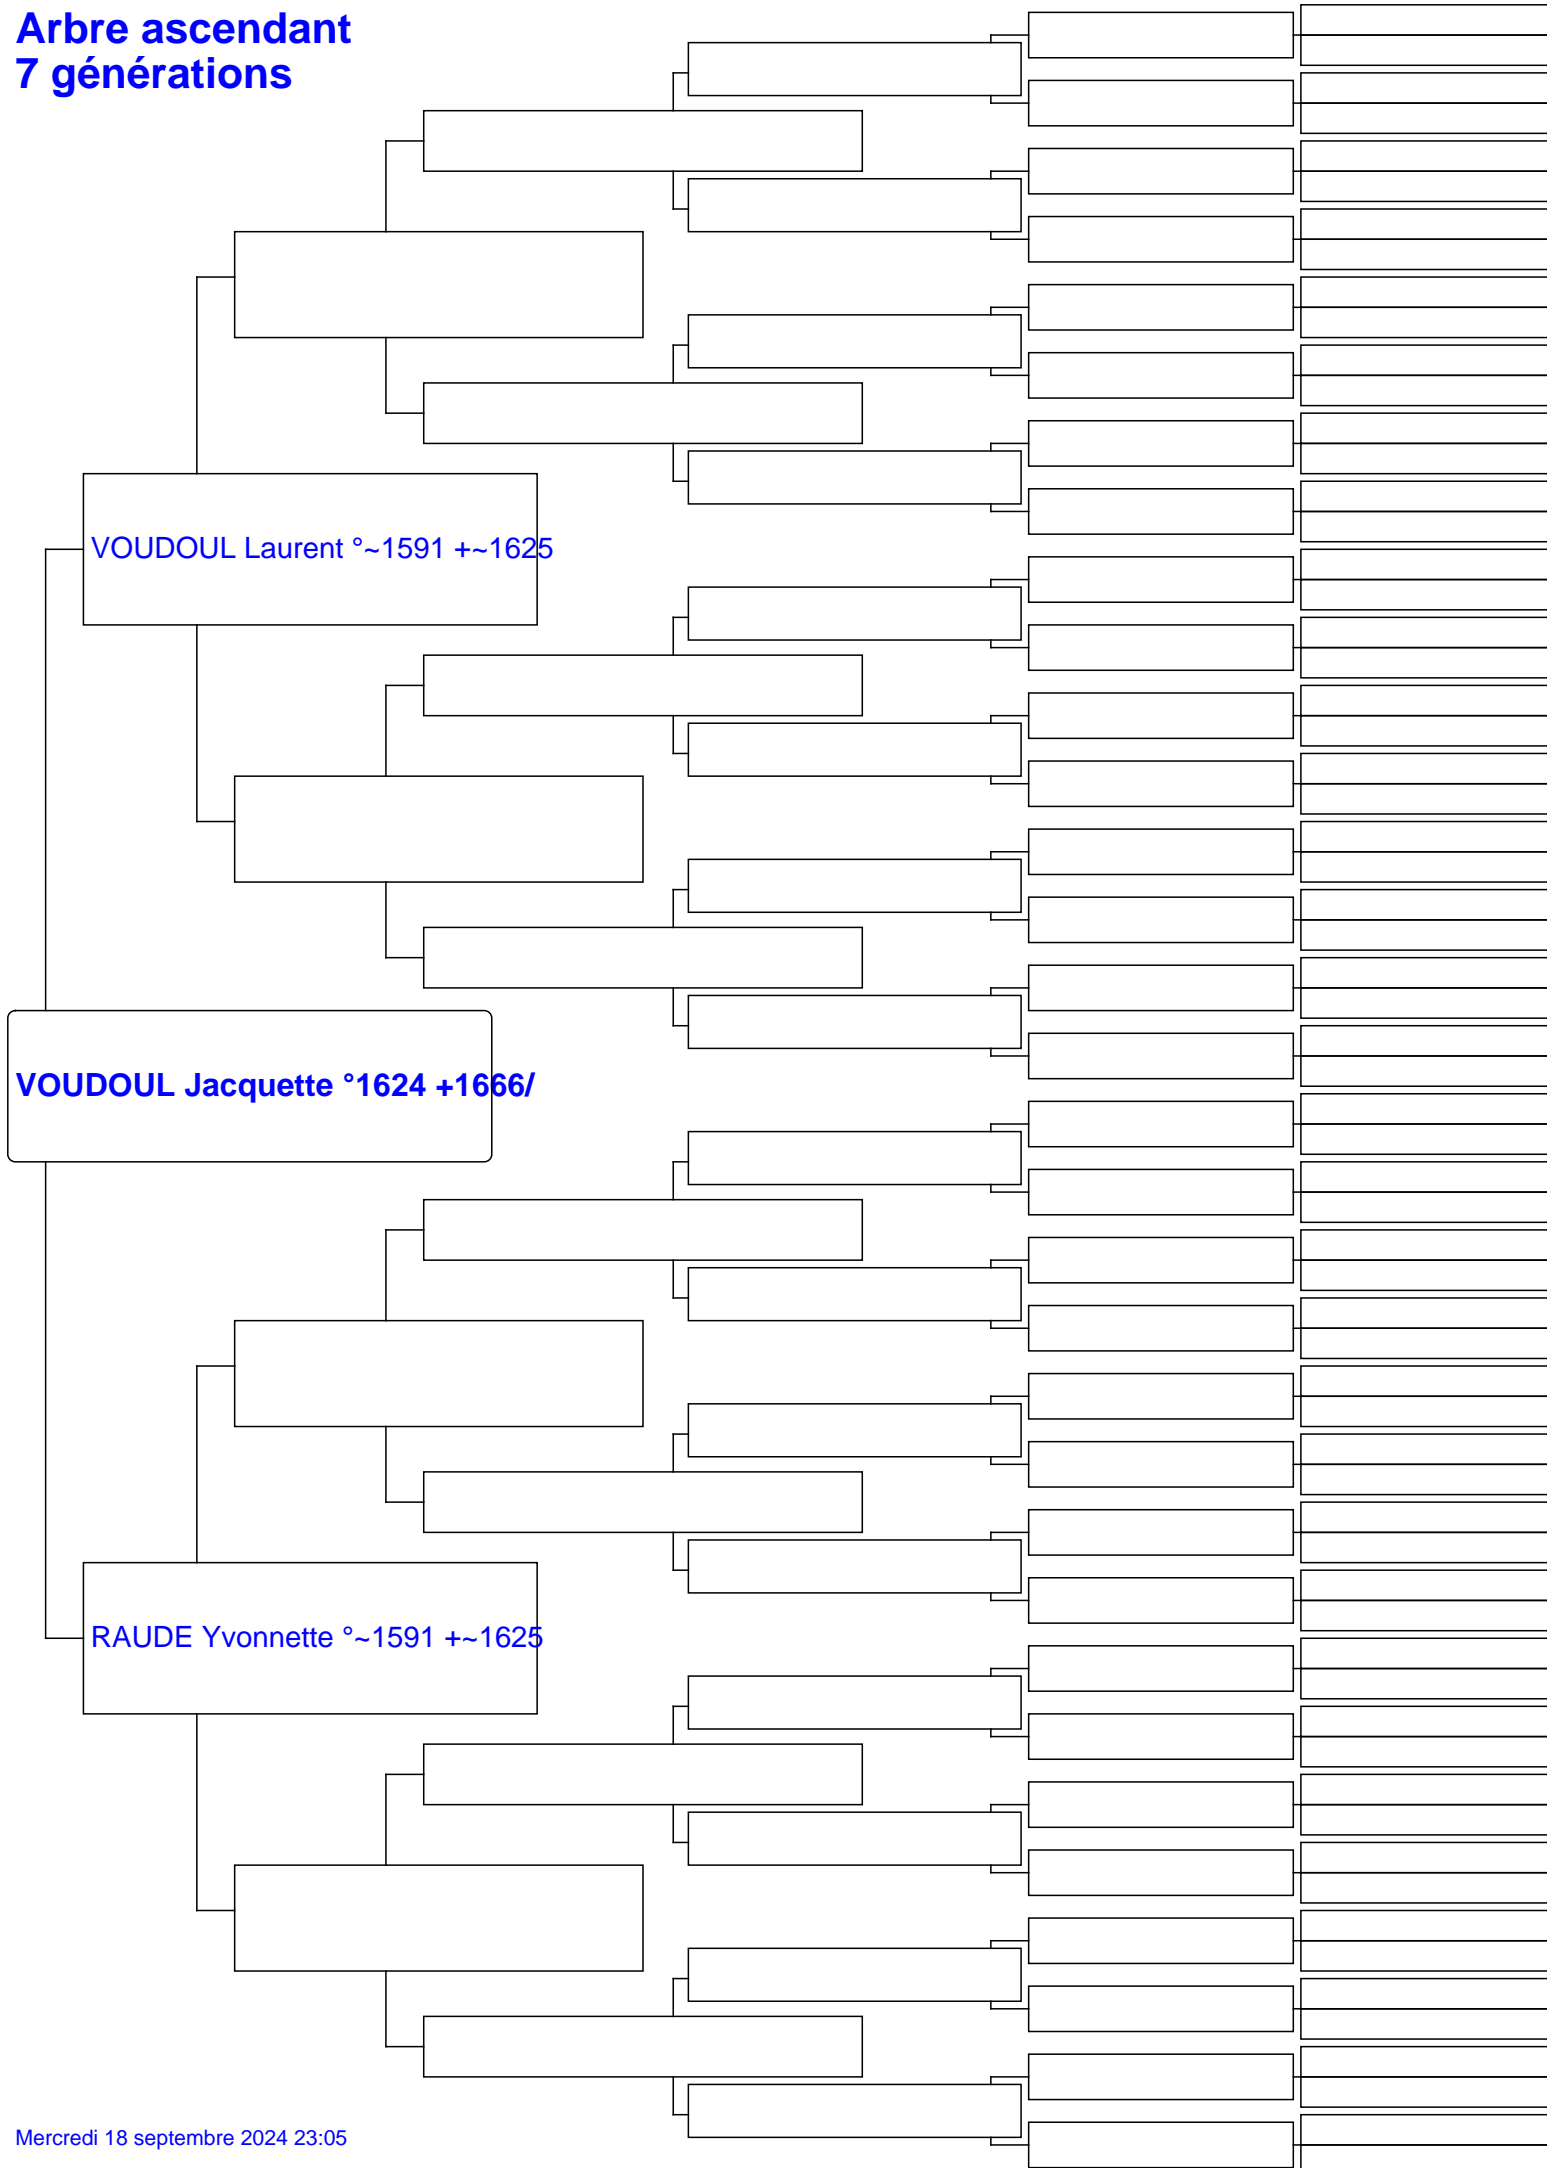 Arbre ascendant
7 générations
VOUDOUL Laurent °~1591 +~1625
VOUDOUL Jacquette °1624 +1666/
RAUDE Yvonnette °~1591 +~1625
Mercredi 18 septembre 2024 23:05